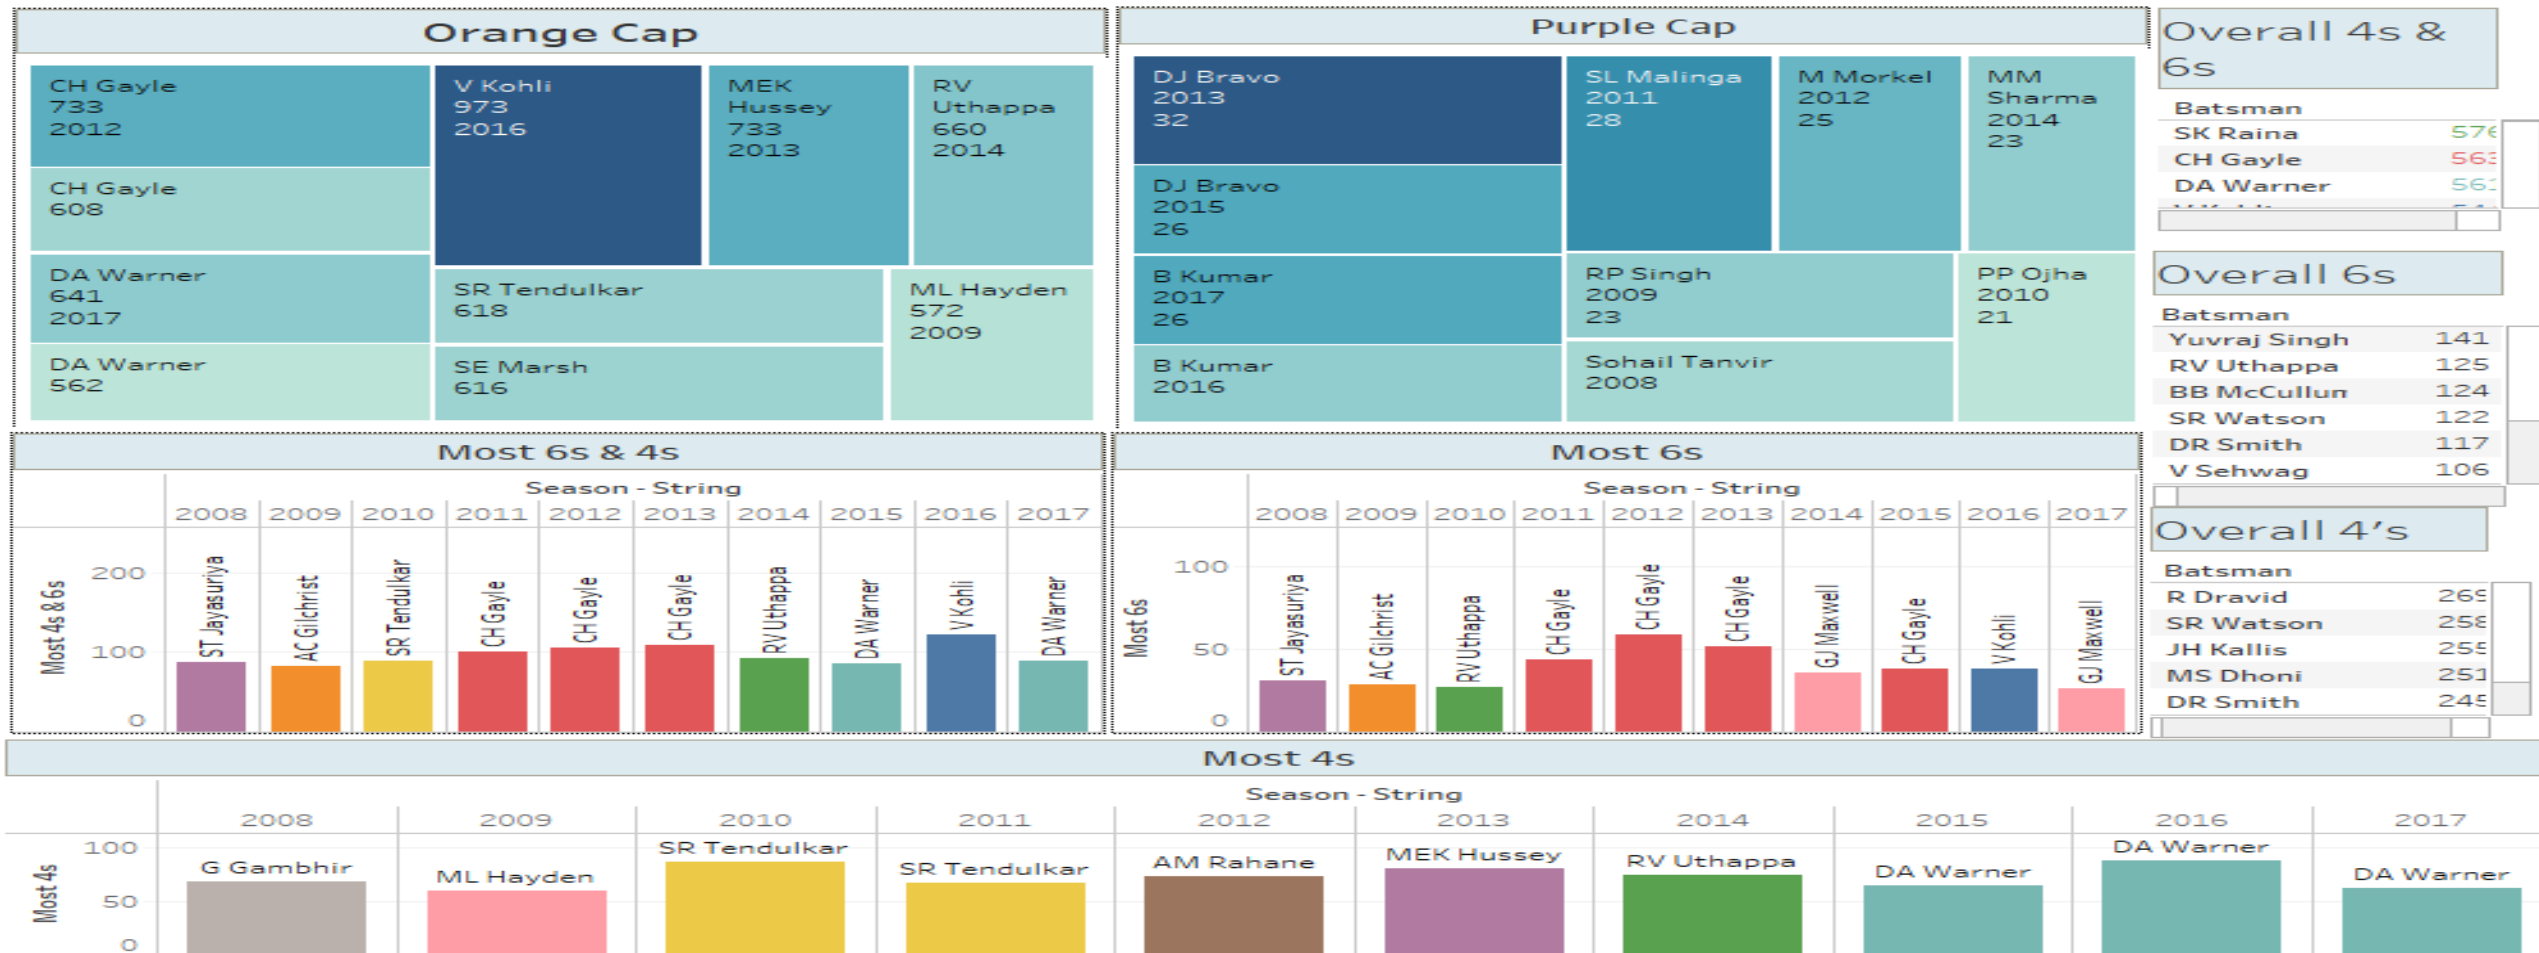 Orange Cap
CH Gayle
733
2012
CH Gayle
608
DA Warner
641
2017
DA Warner
562
V Kohli
973
2016
MEK
Hussey
733
2013
RV
Uthappa
660
2014
SR Tendulkar
618
SE Marsh
616
ML Hayden
572
2009
Purple Cap
DJ Bravo
2013
32
DJ Bravo
2015
26
B Kumar
2017
26
B Kumar
2016
SL Malinga
2011
28
M Morkel
2012
25
MM
Sharma
2014
23
RP Singh
2009
23
Sohail Tanvir
2008
PP Ojha
2010
21
Overall 4s &
6s
Batsman
SK Raina
CH Gayle
DA Warner
Overall 6s
Batsman
Yuvraj Singh 141
RV Uthappa 125
BB McCullum 124
SR Watson 122
DR Smith 117
V Sehwag 106
Overall 4's
Batsman
R Dravid 269
SR Watson 258
JH Kallis 255
MS Dhoni 251
DR Smith 245
Most 6s & 4s
Season - String
2008 2009 2010 2011 2012 2013 2014 2015 2016 2017
Most 4s & 6s
200
100
0
ST Jayasuriya
AC Gilchrist
SR Tendulkar
CH Gayle
CH Gayle
CH Gayle
RV Uthappa
DA Warner
V Kohli
DA Warner
Most 6s
Season - String
2008 2009 2010 2011 2012 2013 2014 2015 2016 2017
Most 6s
100
50
0
ST Jayasuriya
AC Gilchrist
RV Uthappa
CH Gayle
CH Gayle
CH Gayle
GJ Maxwell
CH Gayle
V Kohli
GJ Maxwell
Most 4s
Season - String
2008 2009 2010 2011 2012 2013 2014 2015 2016 2017
Most 4s
100
50
0
G Gambhir
ML Hayden
SR Tendulkar
SR Tendulkar
AM Rahane
MEK Hussey
RV Uthappa
DA Warner
DA Warner
DA Warner